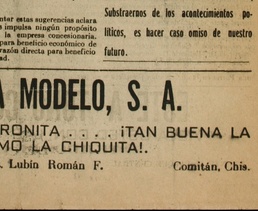 ntar estas sugerencias aclara
impulsa ningún propósito
la empresa concesionaria.
para beneficio económico de
razón directa para beneficio
ad.
Substraernos de los acontecimientos po-
líticos, es hacer caso omiso de nuestro
futuro.
A MODELO, S. A.
RONITA . . . . ¡TAN BUENA LA
MO LA CHIQUITA!.
. Lubín Román F. Comitán, Chis.